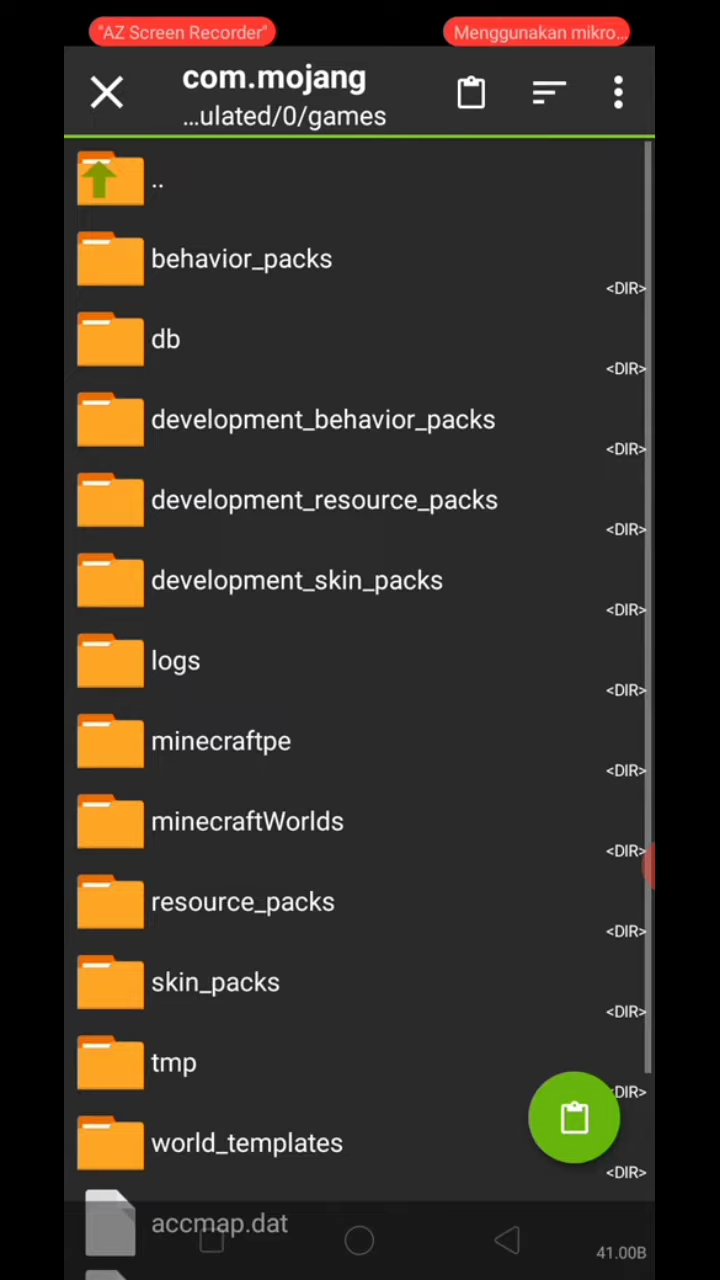 "AZ Screen Recorder"
Menggunakan mikro...
com.mojang
...ulated/0/games
..
behavior_packs
<DIR>
db
<DIR>
development_behavior_packs
<DIR>
development_resource_packs
<DIR>
development_skin_packs
<DIR>
logs
<DIR>
minecraftpe
<DIR>
minecraftWorlds
<DIR>
resource_packs
<DIR>
skin_packs
<DIR>
tmp
DIR>
world_templates
<DIR>
accmap.dat
41.00B